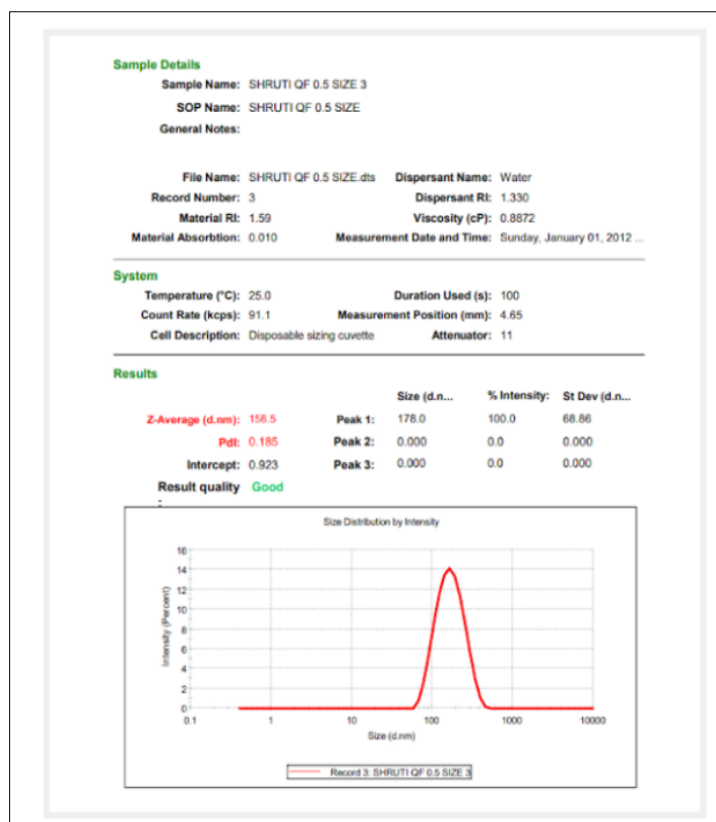 Sample Details
Sample Name: SHRUTI QF 0.5 SIZE 3
SOP Name: SHRUTI QF 0.5 SIZE
General Notes:
File Name: SHRUTI QF 0.5 SIZE.dts Dispersant Name: Water
Record Number: 3 Dispersant RI: 1.330
Material RI: 1.59 Viscosity (cP): 0.8872
Material Absorbtion: 0.010 Measurement Date and Time: Sunday, January 01, 2012 ...
System
Temperature (°C): 25.0 Duration Used (s): 100
Count Rate (kcps): 91.1 Measurement Position (mm): 4.65
Cell Description: Disposable sizing cuvette Attenuator: 11
Results
Size (d.n... % Intensity: St Dev (d.n...
Z-Average (d.nm): 158.5 Peak 1: 178.0 100.0 68.86
PdI: 0.185 Peak 2: 0.000 0.0 0.000
Intercept: 0.923 Peak 3: 0.000 0.0 0.000
Result quality Good
:
Size Distribution by Intensity
Intensity (Percent)
16
14
12
10
8
6
4
2
0
0.1 1 10 100 1000 10000
Size (d.nm)
Record 3: SHRUTI QF 0.5 SIZE 3